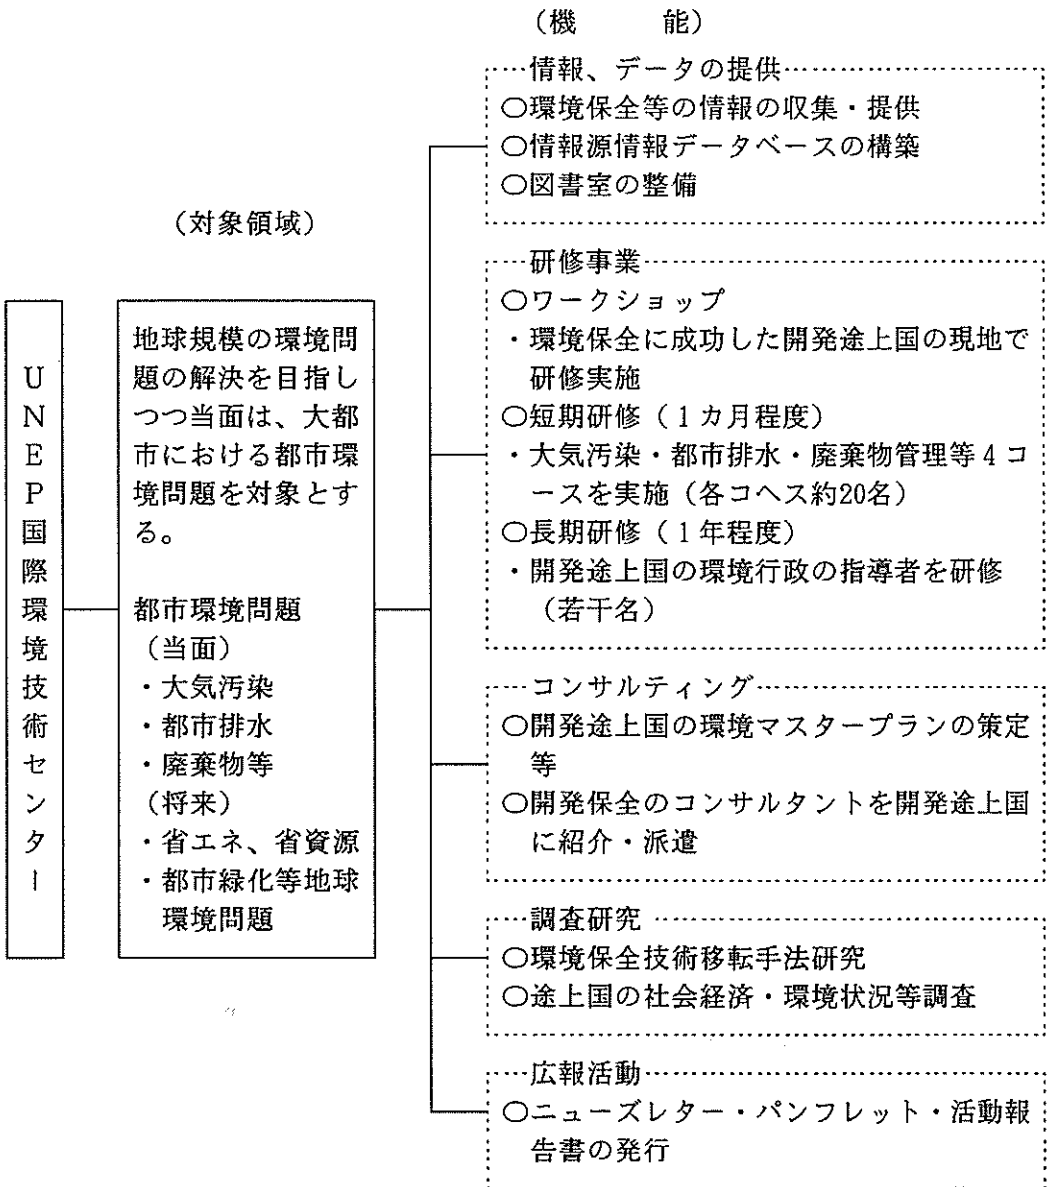 （機　　　能）
情報、データの提供
〇環境保全等の情報の収集・提供
〇情報源情報データベースの構築
〇図書室の整備
（対象領域）
研修事業
〇ワークショップ
・環境保全に成功した開発途上国の現地で
研修実施
〇短期研修（１カ月程度）
・大気汚染・都市排水・廃棄物管理等４コ
ースを実施（各コヘス約20名）
〇長期研修（１年程度）
・開発途上国の環境行政の指導者を研修
（若干名）
UNEP国際環境技術センター
地球規模の環境問
題の解決を目指し
つつ当面は、大都
市における都市環
境問題を対象とす
る。
都市環境問題
（当面）
・大気汚染
・都市排水
・廃棄物等
（将来）
・省エネ、省資源
・都市緑化等地球
環境問題
コンサルティング
〇開発途上国の環境マスタープランの策定
等
〇開発保全のコンサルタントを開発途上国
に紹介・派遣
調査研究
〇環境保全技術移転手法研究
〇途上国の社会経済・環境状況等調査
広報活動
〇ニューズレター・パンフレット・活動報
告書の発行